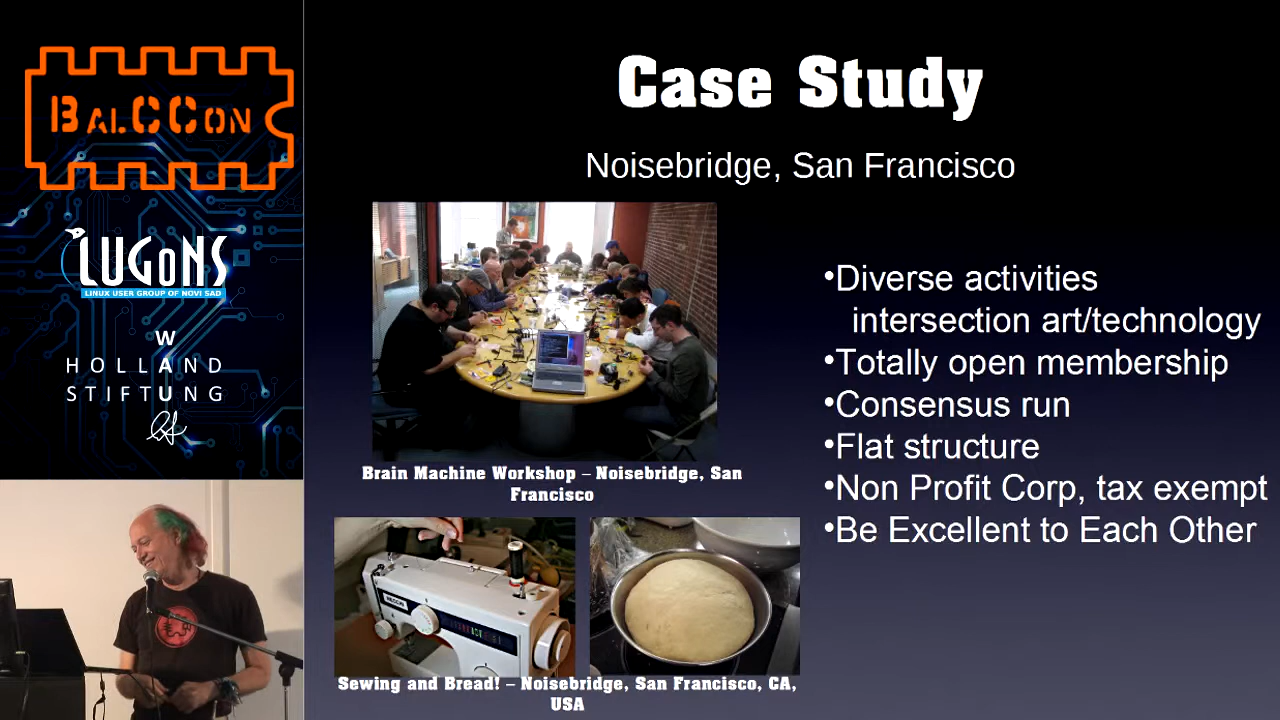 BALCCON
LUGONS
LINUX USER GROUP OF NOVI SAD
W
HOLLAND
STIFTUNG
Case Study
Noisebridge, San Francisco
Brain Machine Workshop – Noisebridge, San
Francisco
Sewing and Bread! – Noisebridge, San Francisco, CA,
USA
•Diverse activities
intersection art/technology
•Totally open membership
•Consensus run
•Flat structure
•Non Profit Corp, tax exempt
•Be Excellent to Each Other